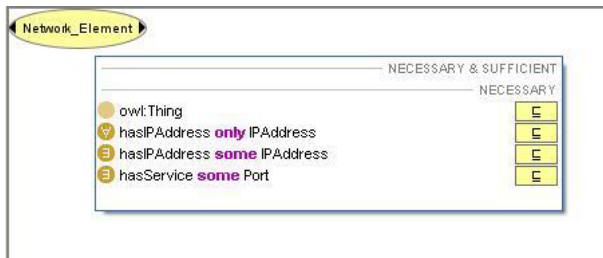 Network_Element
NECESSARY & SUFFICIENT
NECESSARY
owl:Thing ⊑
∀ hasIPAddress only IPAddress ⊑
∃ hasIPAddress some IPAddress ⊑
∃ hasService some Port ⊑